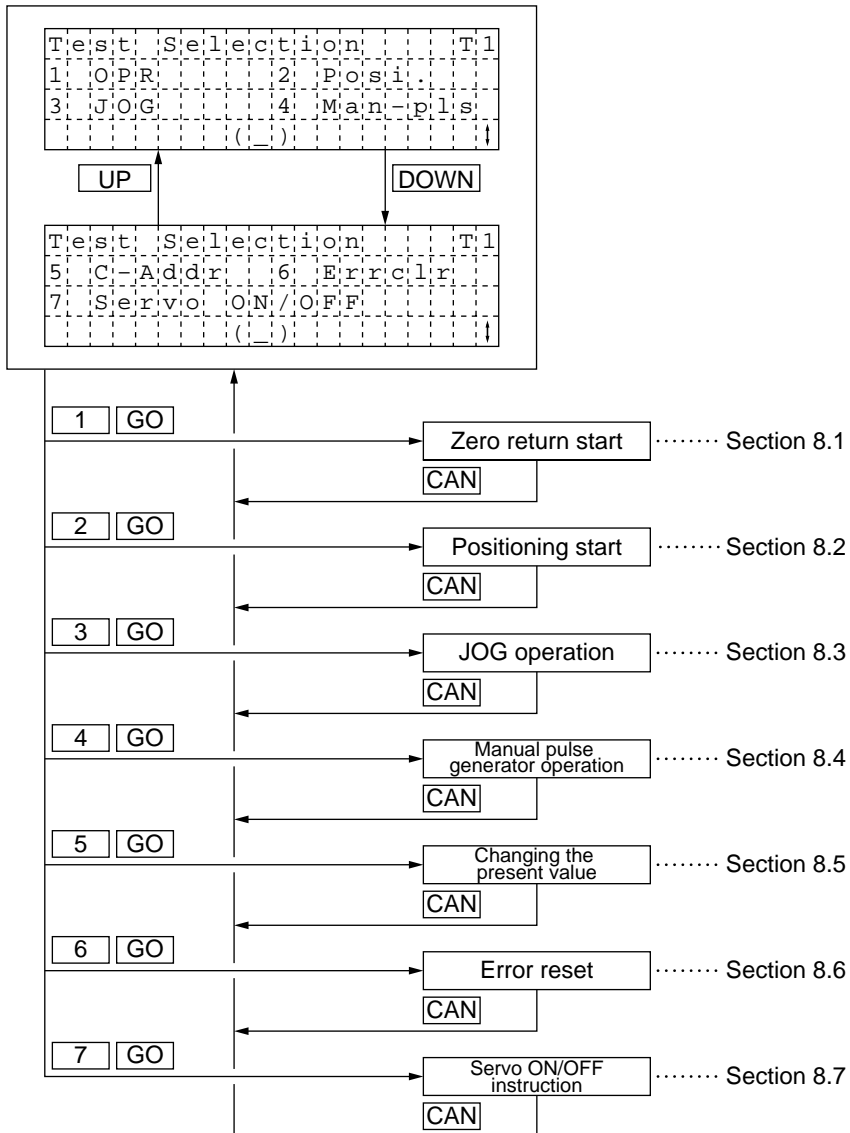 Test Selection T1
1 OPR 2 Posi.
3 JOG 4 Man-pls
(_)
UP DOWN
Test Selection T1
5 C-Addr 6 Errclr
7 Servo ON/OFF
(_)
1 GO
Zero return start ········ Section 8.1
CAN
2 GO
Positioning start ········ Section 8.2
CAN
3 GO
JOG operation ········ Section 8.3
CAN
4 GO
Manual pulse
generator operation ········ Section 8.4
CAN
5 GO
Changing the
present value ········ Section 8.5
CAN
6 GO
Error reset ········ Section 8.6
CAN
7 GO
Servo ON/OFF
instruction ········ Section 8.7
CAN